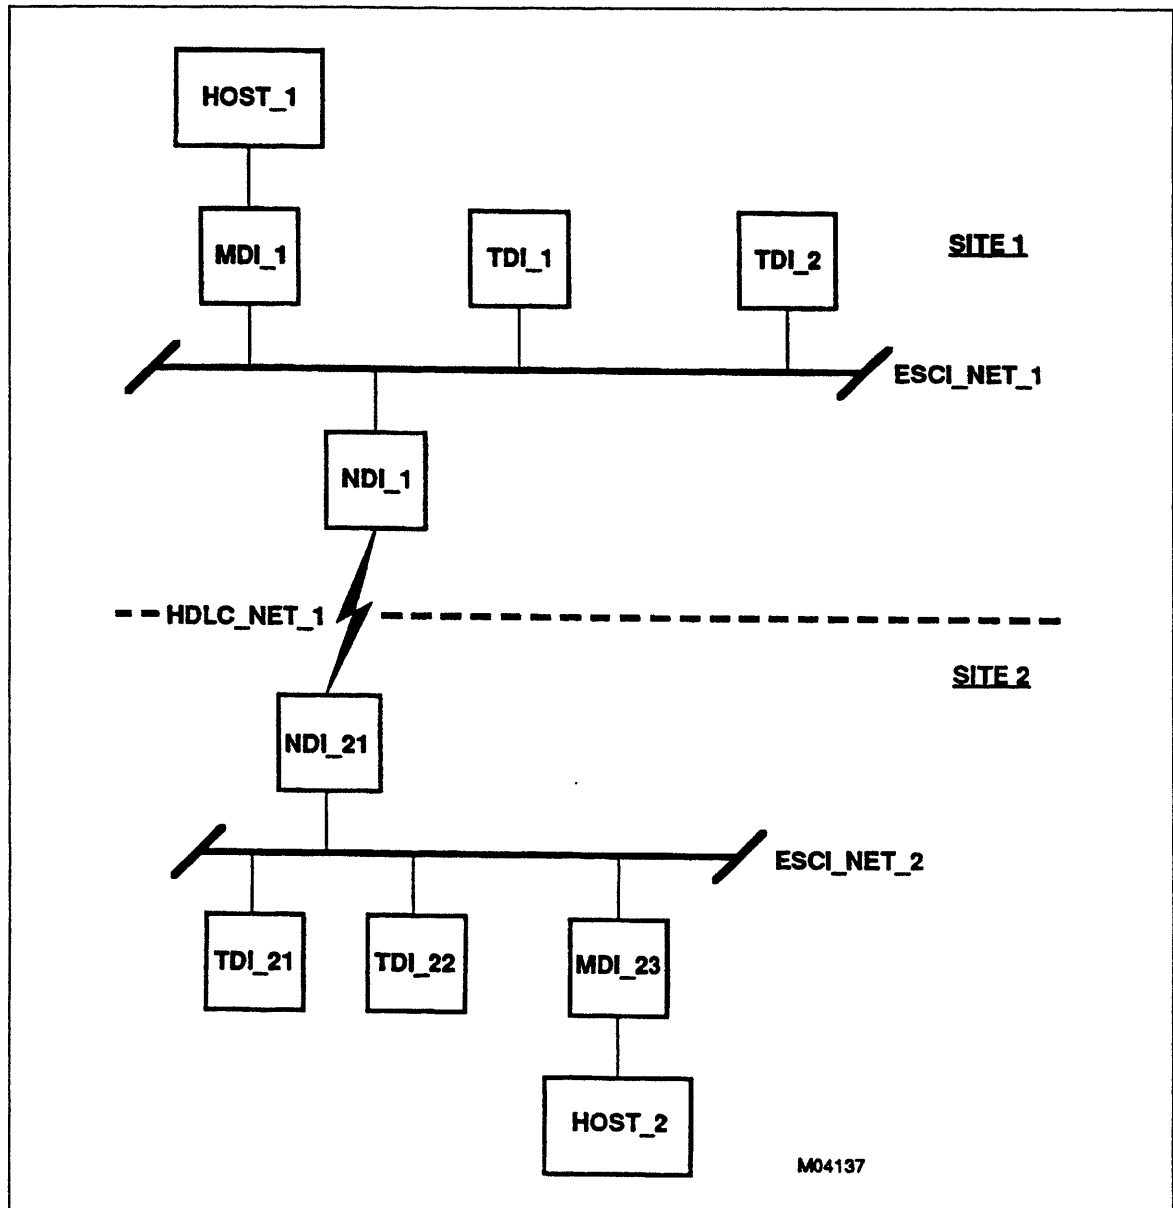 HOST_1
MDI_1
TDI_1
TDI_2
SITE 1
ESCI_NET_1
NDI_1
HDLC_NET_1
SITE 2
NDI_21
ESCI_NET_2
TDI_21
TDI_22
MDI_23
HOST_2
M04137